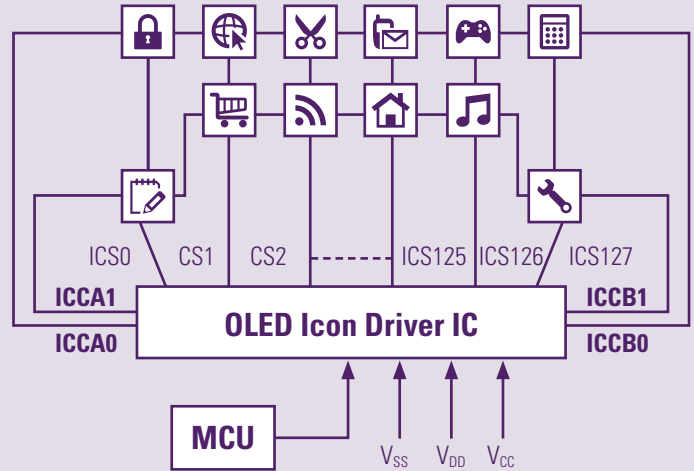 ICS0 CS1 CS2 ICS125 ICS126 ICS127
ICCA1 ICCB1
OLED Icon Driver IC
ICCA0 ICCB0
MCU
VSS VDD VCC